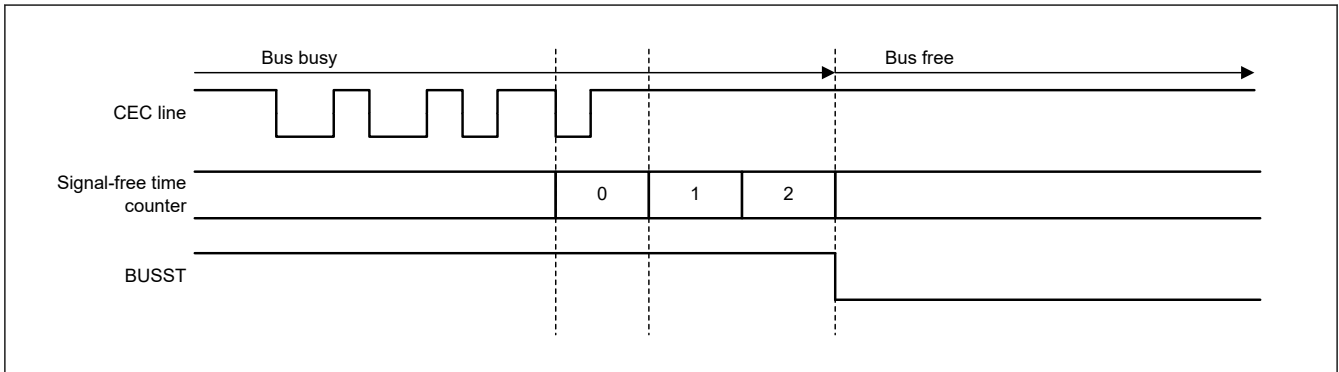 Bus busy
Bus free
CEC line
Signal-free time
counter
0
1
2
BUSST